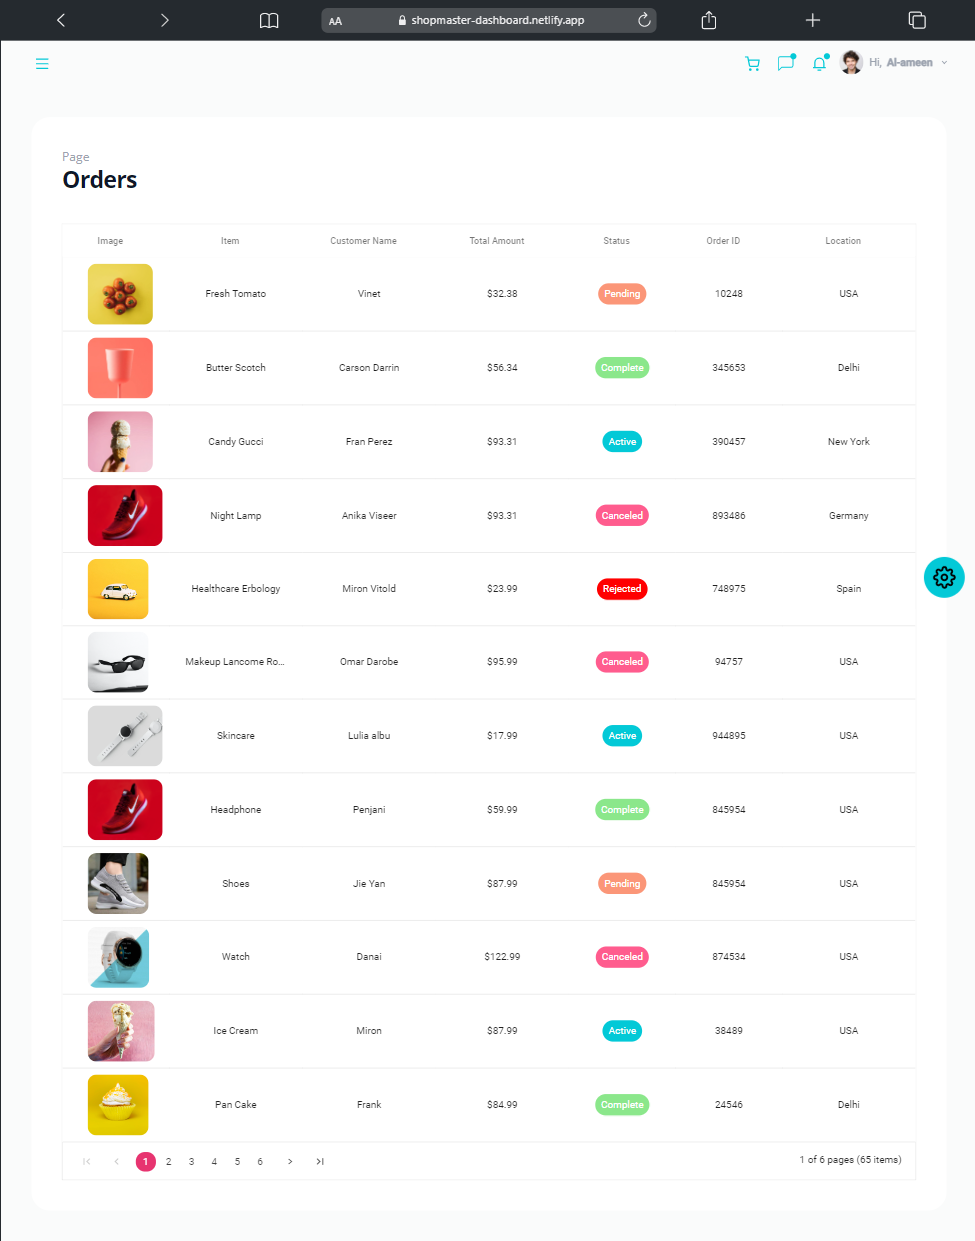 AA shopmaster-dashboard.netlify.app
Hi, Al-ameen
Page
Orders
Image Item Customer Name Total Amount Status Order ID Location
Fresh Tomato Vinet $32.38 Pending 10248 USA
Butter Scotch Carson Darrin $56.34 Complete 345653 Delhi
Candy Gucci Fran Perez $93.31 Active 390457 New York
Night Lamp Anika Viseer $93.31 Canceled 893486 Germany
Healthcare Erbology Miron Vitold $23.99 Rejected 748975 Spain
Makeup Lancome Ro... Omar Darobe $95.99 Canceled 94757 USA
Skincare Lulia albu $17.99 Active 944895 USA
Headphone Penjani $59.99 Complete 845954 USA
Shoes Jie Yan $87.99 Pending 845954 USA
Watch Danai $122.99 Canceled 874534 USA
Ice Cream Miron $87.99 Active 38489 USA
Pan Cake Frank $84.99 Complete 24546 Delhi
1 2 3 4 5 6 1 of 6 pages (65 items)